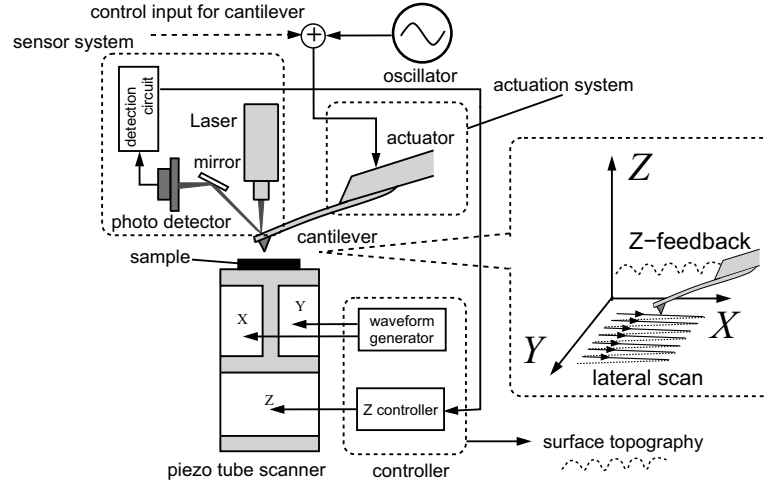 control input for cantilever
sensor system
oscillator
actuation system
detection
circuit
Laser
actuator
mirror
photo detector
cantilever
sample
X
Y
waveform
generator
Z
Z controller
piezo tube scanner
controller
surface topography
Z
Z−feedback
X
Y
lateral scan